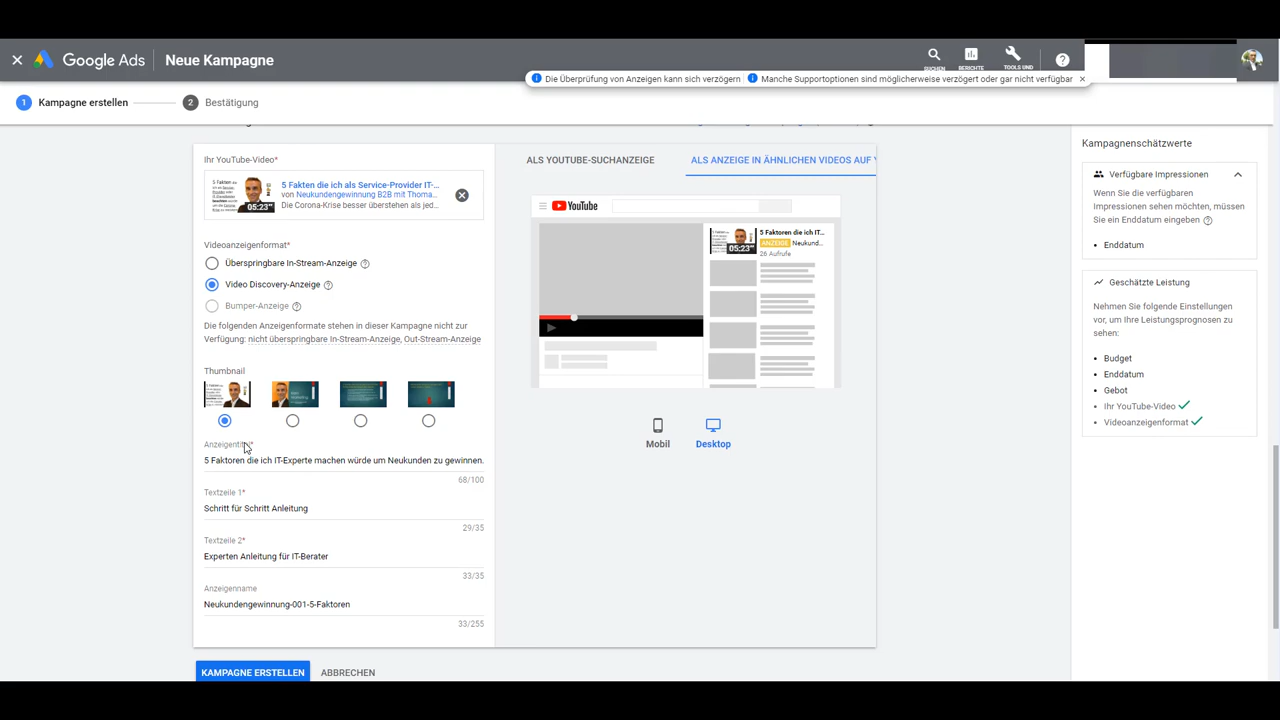 Google Ads
Neue Kampagne
SUCHEN
BERICHTE
TOOLS UND
Die Überprüfung von Anzeigen kann sich verzögern
Manche Supportoptionen sind möglicherweise verzögert oder gar nicht verfügbar
1 Kampagne erstellen
2 Bestätigung
Ihr YouTube-Video*
05:23"
5 Fakten die ich als Service-Provider IT-...
von Neukundengewinnung B2B mit Thoma...
Die Corona-Krise besser überstehen als jed...
Videoanzeigenformat*
Überspringbare In-Stream-Anzeige
Video Discovery-Anzeige
Bumper-Anzeige
Die folgenden Anzeigenformate stehen in dieser Kampagne nicht zur
Verfügung: nicht überspringbare In-Stream-Anzeige, Out-Stream-Anzeige
Thumbnail
Anzeigentitel*
5 Faktoren die ich IT-Experte machen würde um Neukunden zu gewinnen.
68/100
Textzeile 1*
Schritt für Schritt Anleitung
29/35
Textzeile 2*
Experten Anleitung für IT-Berater
33/35
Anzeigenname
Neukundengewinnung-001-5-Faktoren
33/255
KAMPAGNE ERSTELLEN
ABBRECHEN
ALS YOUTUBE-SUCHANZEIGE
ALS ANZEIGE IN ÄHNLICHEN VIDEOS AUF
YouTube
05:23"
5 Faktoren die ich IT...
ANZEIGE Neukund...
26 Aufrufe
Mobil
Desktop
Kampagnenschätzwerte
Verfügbare Impressionen
Wenn Sie die verfügbaren
Impressionen sehen möchten, müssen
Sie ein Enddatum eingeben
• Enddatum
Geschätzte Leistung
Nehmen Sie folgende Einstellungen
vor, um Ihre Leistungsprognosen zu
sehen:
• Budget
• Enddatum
• Gebot
• Ihr YouTube-Video
• Videoanzeigenformat